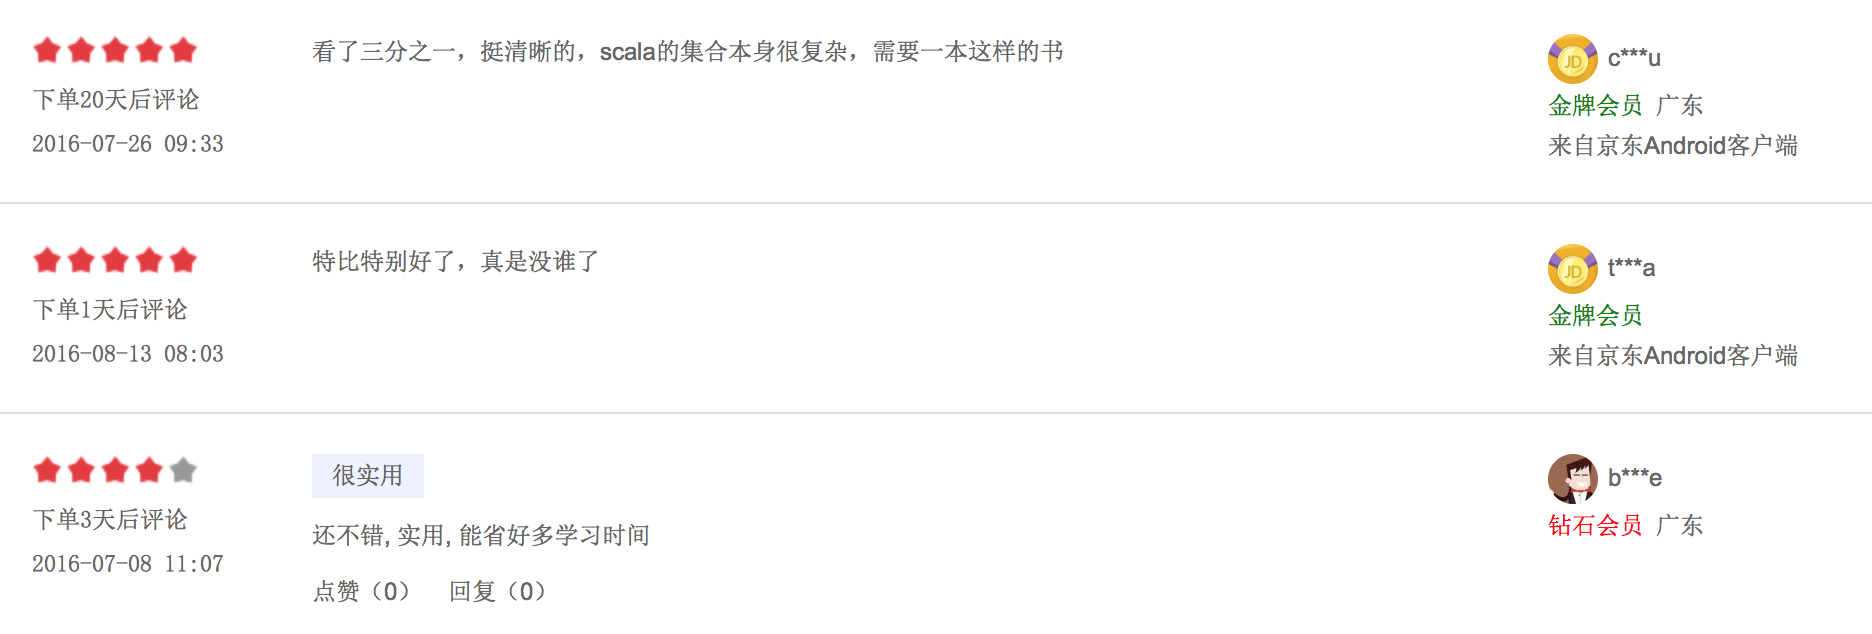 看了三分之一，挺清晰的，scala的集合本身很复杂，需要一本这样的书
下单20天后评论
2016-07-26 09:33
JD c***u
金牌会员 广东
来自京东Android客户端
特比特别好了，真是没谁了
下单1天后评论
2016-08-13 08:03
JD t***a
金牌会员
来自京东Android客户端
很实用
还不错,实用,能省好多学习时间
点赞（0） 回复（0）
下单3天后评论
2016-07-08 11:07
b***e
钻石会员 广东